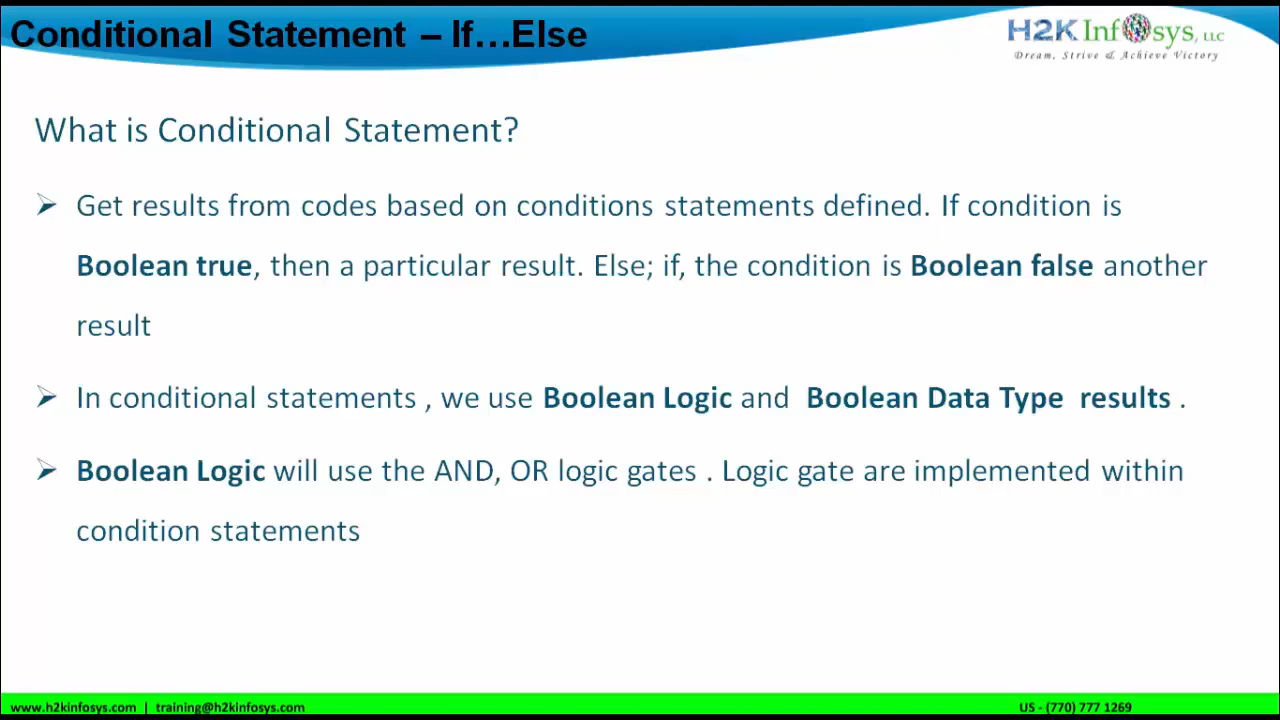 Conditional Statement – If...Else
H2K Infosys, LLC
Dream, Strive & Achieve Victory
What is Conditional Statement?
➢ Get results from codes based on conditions statements defined. If condition is
Boolean true, then a particular result. Else; if, the condition is Boolean false another
result
➢ In conditional statements , we use Boolean Logic and Boolean Data Type results .
➢ Boolean Logic will use the AND, OR logic gates . Logic gate are implemented within
condition statements
www.h2kinfosys.com | training@h2kinfosys.com
US - (770) 777 1269